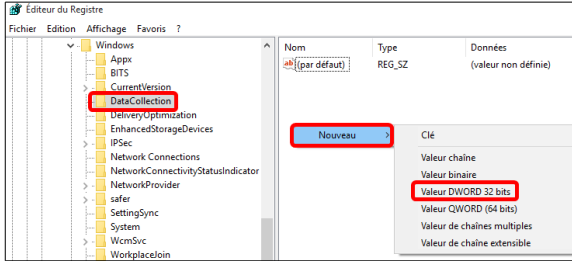 Éditeur du Registre
Fichier Edition Affichage Favoris ?
Windows
Appx
BITS
CurrentVersion
DataCollection
DeliveryOptimization
EnhancedStorageDevices
IPSec
Network Connections
NetworkConnectivityStatusIndicator
NetworkProvider
safer
SettingSync
System
WcmSvc
WorkplaceJoin
Nom Type Données
ab (par défaut) REG_SZ (valeur non définie)
Nouveau
Clé
Valeur chaîne
Valeur binaire
Valeur DWORD 32 bits
Valeur QWORD (64 bits)
Valeur de chaînes multiples
Valeur de chaîne extensible